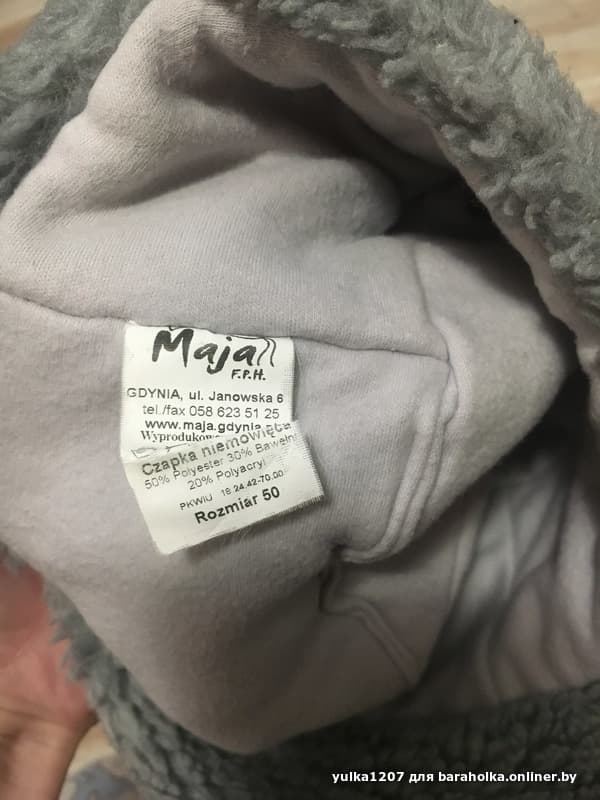 Maja
F.P.H.
GDYNIA, ul. Janowska 6
tel./fax 058 623 51 25
www.maja.gdynia
Czapka niemowlęca
50% Polyester 30% Bawełn
20% Polyacryl
PKWIU 18 24.42-70.00
Rozmiar 50
yulka1207 для baraholka.onliner.by